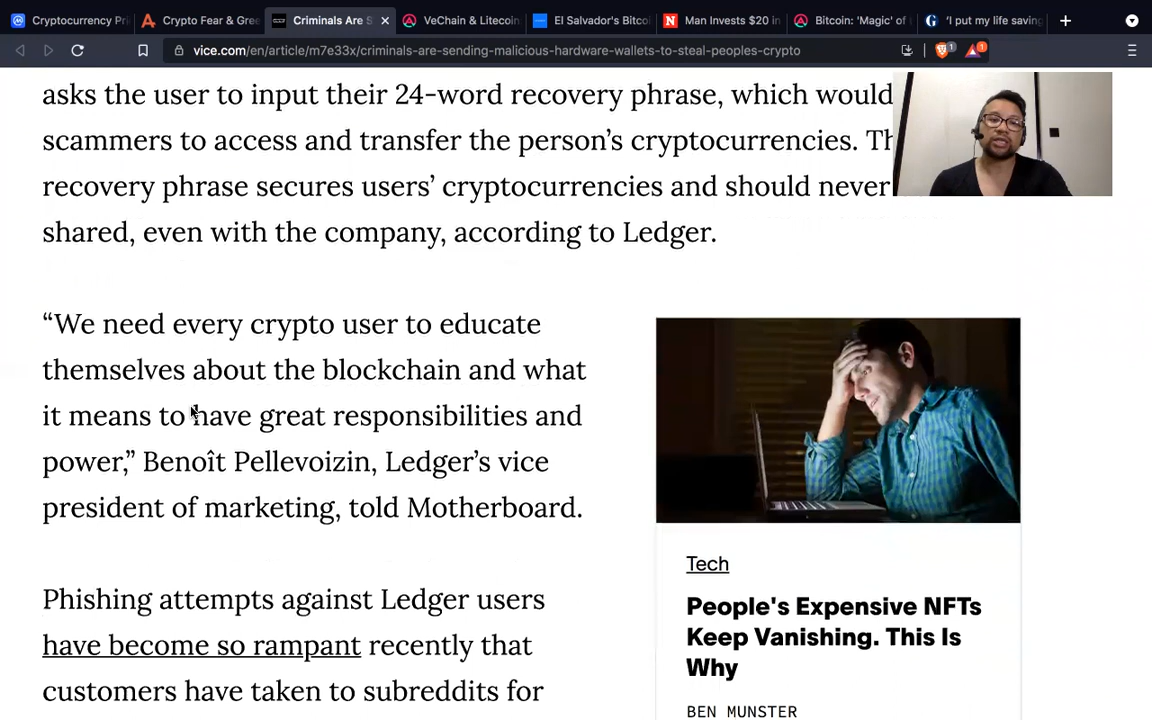 Cryptocurrency Pri
Crypto Fear & Gree
Criminals Are S
VeChain & Litecoin
El Salvador's Bitco
Man Invests $20 in
Bitcoin: 'Magic' of
'I put my life saving
vice.com/en/article/m7e33x/criminals-are-sending-malicious-hardware-wallets-to-steal-peoples-crypto
1
1
asks the user to input their 24-word recovery phrase, which would
scammers to access and transfer the person's cryptocurrencies. Th
recovery phrase secures users' cryptocurrencies and should never
shared, even with the company, according to Ledger.
"We need every crypto user to educate
themselves about the blockchain and what
it means to have great responsibilities and
power," Benoît Pellevoizin, Ledger's vice
president of marketing, told Motherboard.
Phishing attempts against Ledger users
have become so rampant recently that
customers have taken to subreddits for
Tech
People's Expensive NFTs
Keep Vanishing. This Is
Why
BEN MUNSTER